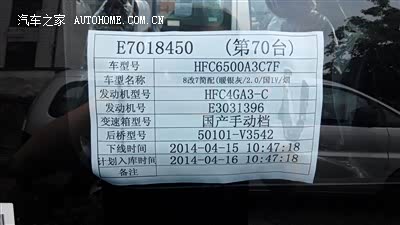 汽车之家 AUTOHOME.COM.CN
E7018450 (第70台)
车型号 HFC6500A3C7F
车型名称 8改7简配(暖银灰/2.0/国IV/烟
发动机型号 HFC4GA3-C
发动机号 E3031396
变速箱型号 国产手动档
后桥型号 50101-V3542
下线时间 2014-04-15 10:47:18
计划入库时间 2014-04-16 10:47:18
备注